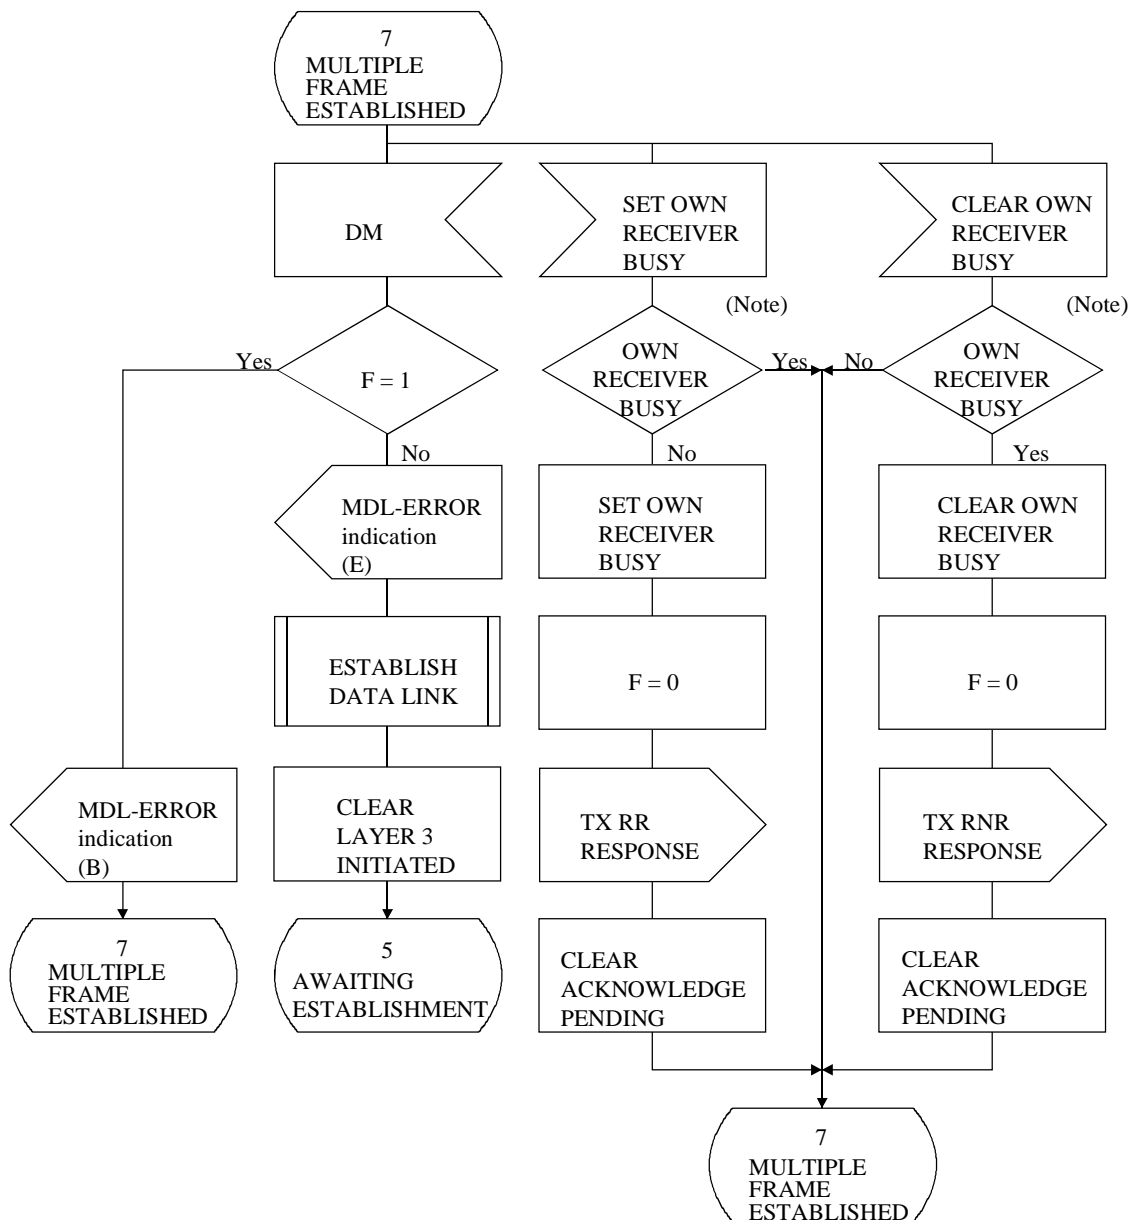 7
MULTIPLE
FRAME
ESTABLISHED
DM
SET OWN
RECEIVER
BUSY
CLEAR OWN
RECEIVER
BUSY
(Note)
(Note)
Yes
F = 1
No
OWN
RECEIVER
BUSY
Yes
No
No
OWN
RECEIVER
BUSY
Yes
MDL-ERROR
indication
(E)
SET OWN
RECEIVER
BUSY
CLEAR OWN
RECEIVER
BUSY
ESTABLISH
DATA LINK
F = 0
F = 0
MDL-ERROR
indication
(B)
CLEAR
LAYER 3
INITIATED
TX RR
RESPONSE
TX RNR
RESPONSE
7
MULTIPLE
FRAME
ESTABLISHED
5
AWAITING
ESTABLISHMENT
CLEAR
ACKNOWLEDGE
PENDING
CLEAR
ACKNOWLEDGE
PENDING
7
MULTIPLE
FRAME
ESTABLISHED